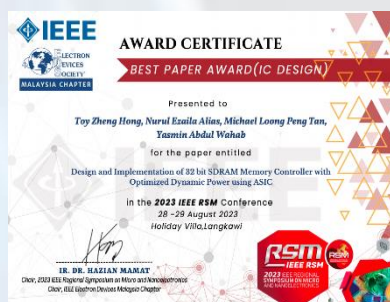 IEEE
ELECTRON
DEVICES
SOCIETY
MALAYSIA CHAPTER
AWARD CERTIFICATE
BEST PAPER AWARD(IC DESIGN)
Presented to
Toy Zheng Hong, Nurul Ezaila Alias, Michael Loong Peng Tan,
Yasmin Abdul Wahab
for the paper entitled
Design and Implementation of 32 bit SDRAM Memory Controller with
Optimized Dynamic Power using ASIC
in the 2023 IEEE RSM Conference
28 -29 August 2023
Holiday Villa,Langkawi
IR. DR. HAZIAN MAMAT
Chair, 2023 IEEE Regional Symposium on Micro and Nanoelectronics
Chair, IEEE Electron Devices Malaysia Chapter
RSM
IEEE RSM
2023 IEEE REGIONAL
SYMPOSIUM ON MICRO
AND NANOELECTRONICS